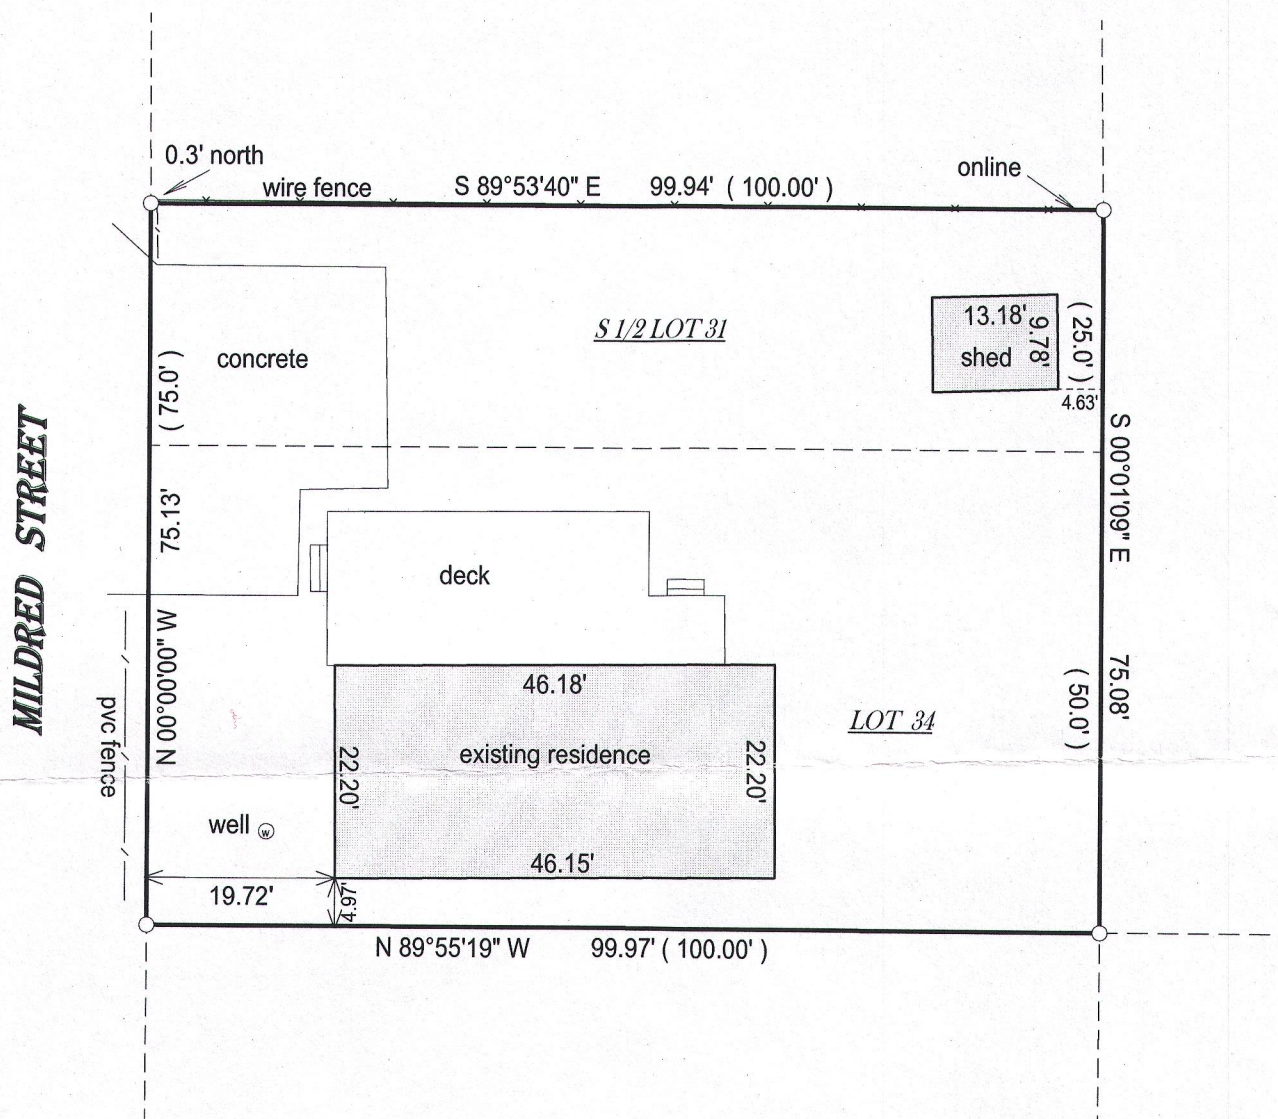 0.3' north
wire fence
S 89°53'40" E 99.94' ( 100.00' )
online
S 1/2 LOT 31
13.18'
9.78'
shed
( 25.0' )
4.63'
concrete
( 75.0' )
MILDRED STREET
75.13'
N 00°00'00" W
S 00°01'09" E
75.08'
( 50.0' )
deck
46.18'
LOT 34
existing residence
22.20'
22.20'
46.15'
pvc fence
well w
19.72'
4.97'
N 89°55'19" W 99.97' ( 100.00' )